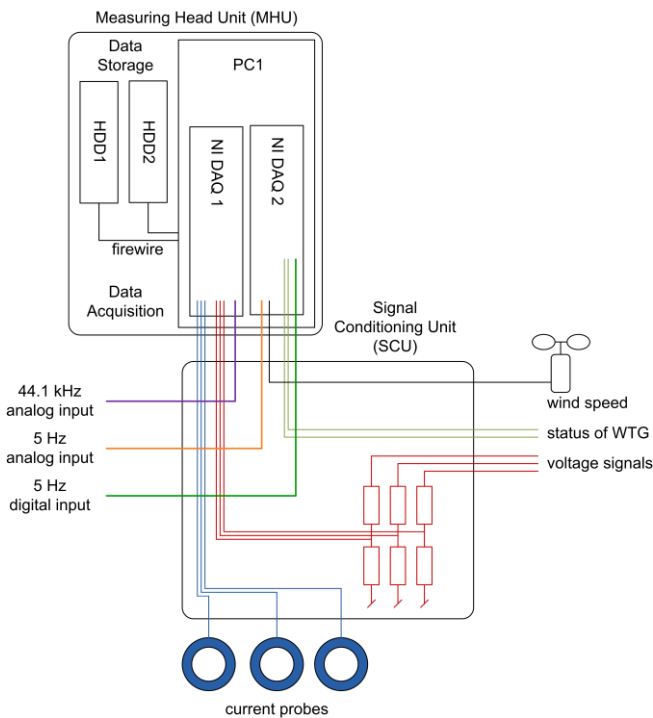 Measuring Head Unit (MHU)
Data
Storage
PC1
HDD1
HDD2
NI DAQ 1
NI DAQ 2
firewire
Data
Acquisition
Signal
Conditioning Unit
(SCU)
44.1 kHz
analog input
wind speed
5 Hz
analog input
status of WTG
voltage signals
5 Hz
digital input
current probes